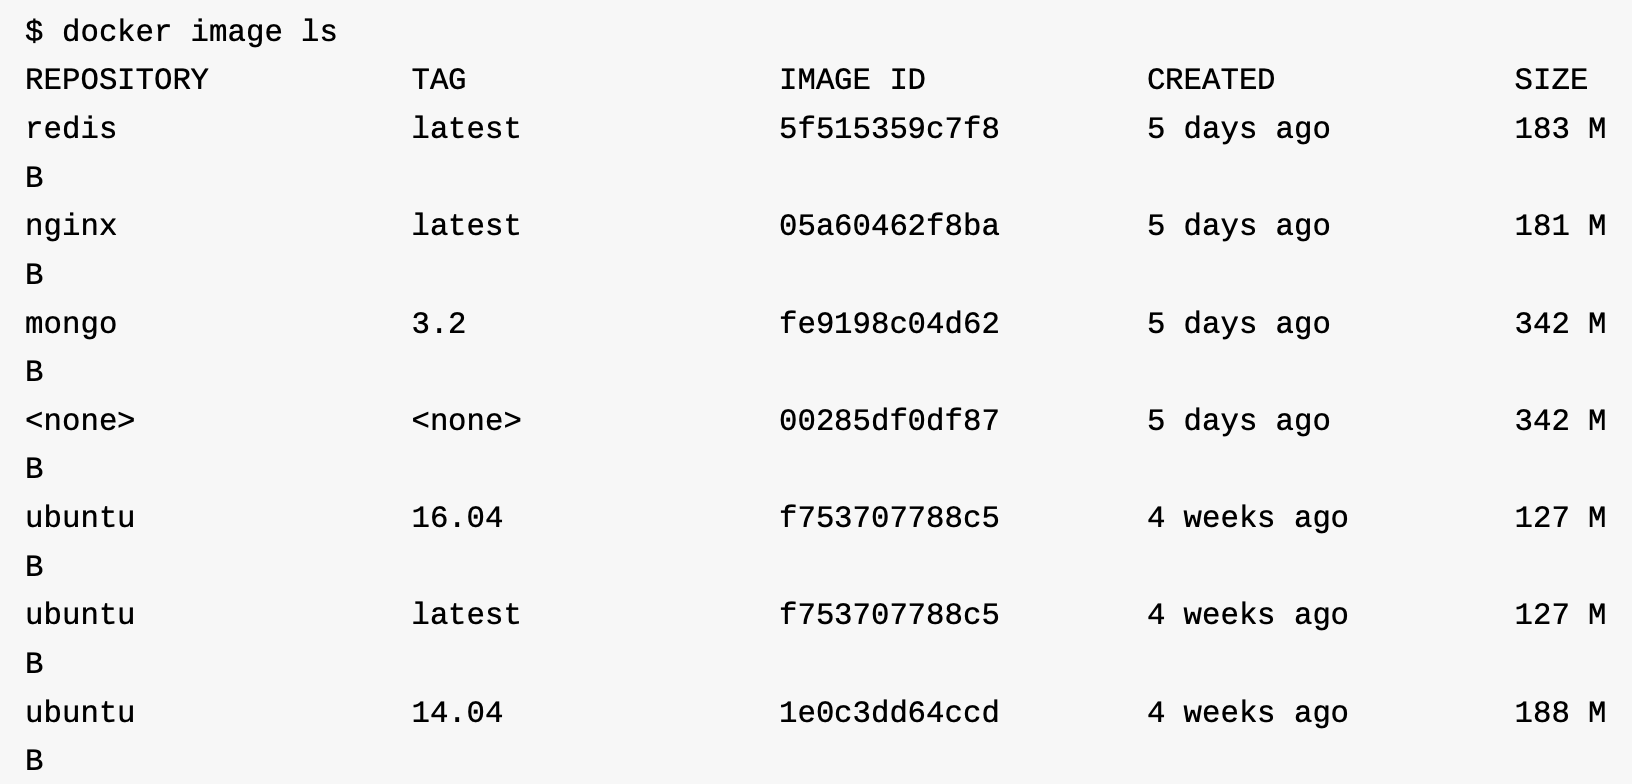 $ docker image ls
REPOSITORY           TAG                 IMAGE ID            CREATED             SIZE
redis                latest              5f515359c7f8        5 days ago          183 M
B
nginx                latest              05a60462f8ba        5 days ago          181 M
B
mongo                3.2                 fe9198c04d62        5 days ago          342 M
B
<none>               <none>              00285df0df87        5 days ago          342 M
B
ubuntu               16.04               f753707788c5        4 weeks ago         127 M
B
ubuntu               latest              f753707788c5        4 weeks ago         127 M
B
ubuntu               14.04               1e0c3dd64ccd        4 weeks ago         188 M
B